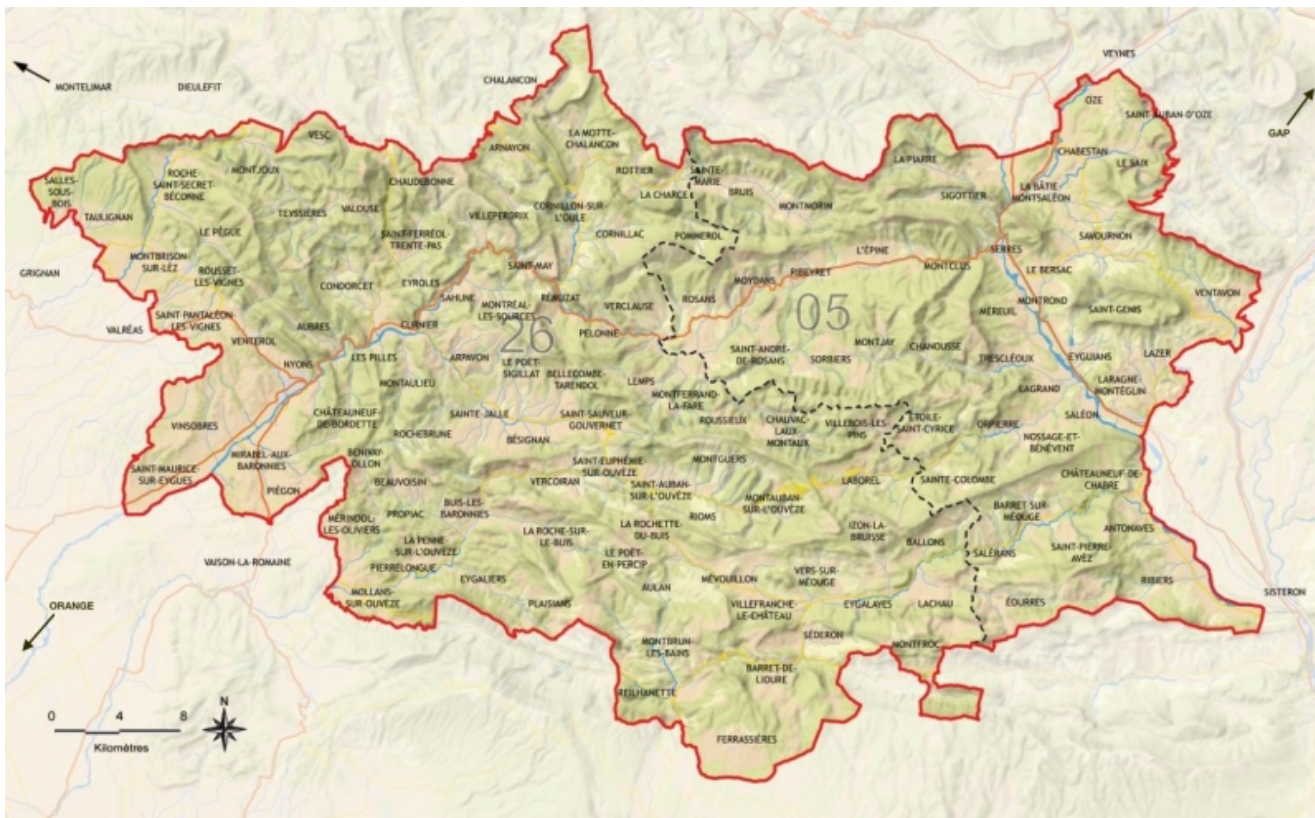 VEYNES
CHALANCON
MONTELIMAR
DIEULEFIT
OZE
SAINT-AUBAN-D'OZE
GAP
VESC
LA MOTTE-
CHALANCON
ARNAYON
CHABESTAN
LE SAIX
LA PIARRE
MONTJOUX
ROCHE-
SAINT-SECRET-
BÉCONNE
ROTTIER
SAINTE-
MARIE
SALLES-
SOUS-
BOIS
CHAUDEBONNE
LA CHARCE
BRUIS
SIGOTTIER
LA BÂTIE-
MONTSALÉON
TAULIGNAN
TEYSSIÈRES
VALOUSE
VILLEPERDRIX
CORNILLON-SUR-
L'OULE
MONTMORIN
LE PÈGUE
SAINT-FERRÉOL-
TRENTE-PAS
CORNILLAC
POMMEROL
SAVOURNON
L'ÉPINE
SERRES
MONTBRISON-
SUR-LEZ
SAINT-MAY
MONTCLUS
LE BERSAC
GRIGNAN
ROUSSET-
LES-VIGNES
CONDORCET
EYROLES
MOYDANS
RIBEYRET
SAHUNE
RÉMUZAT
ROSANS
VENTAVON
MONTRÉAL-
LES-SOURCES
VERCLAUSE
MÉREUIL
MONTROND
SAINT-GENIS
SAINT-PANTALÉON
LES-VIGNES
VALRÉAS
AUBRES
CURNIER
26
PELONNE
05
VENTEROL
NYONS
LES PILLES
ARPAVON
LE POËT-
SIGILLAT
SAINT-ANDRÉ-
DE-ROSANS
SORBIERS
MONTJAY
CHANOUSSE
TRESCLÉOUX
EYGUIANS
LAZER
BELLECOMBE-
TARENDOL
LEMPS
MONTAULIEU
MONTFERRAND-
LA-FARE
LAGRAND
LARAGNE-
MONTÉGLIN
CHÂTEAUNEUF-
DE-BORDETTE
SAINTE-JALLE
SAINT-SAUVEUR-
GOUVERNET
ROUSSIEUX
CHAUVAC-
LAUX-
MONTAUX
VILLEBOIS-LES-
PINS
ÉTOILE-
SAINT-CYRICE
ORPIERRE
SALÉON
VINSOBRES
ROCHEBRUNE
BÉSIGNAN
NOSSAGE-ET-
BÉNÉVENT
MIRABEL-AUX-
BARONNIES
BÉNIVAY-
OLLON
SAINT-EUPHÉMIE-
SUR-OUVÈZE
MONTGUERS
SAINT-MAURICE-
SUR-EYGUES
PIÉGON
BEAUVOISIN
VERCOIRAN
SAINT-AUBAN-
SUR-L'OUVÈZE
MONTAUBAN-
SUR-L'OUVÈZE
LABOREL
SAINTE-COLOMBE
CHÂTEAUNEUF-DE-
CHABRE
MÉRINDOL-
LES-OLIVIERS
PROPIAC
BUIS-LES-
BARONNIES
LA ROCHE-SUR-
LE-BUIS
LA ROCHETTE-
DU-BUIS
RIOMS
IZON-LA-
BRUISSE
BARRET-SUR-
MÉOUGE
ANTONAVES
VAISON-LA-ROMAINE
LA PENNE-
SUR-L'OUVÈZE
LE POËT-
EN-PERCIP
BALLONS
SALÉRANS
SAINT-PIERRE-
AVEZ
PIERRELONGUE
EYGALIERS
AULAN
MÉVOUILLON
VERS-SUR-
MÉOUGE
RIBIERS
MOLLANS-
SUR-OUVÈZE
PLAISIANS
VILLEFRANCHE-
LE-CHÂTEAU
EYGALAYES
LACHAU
ÉOURRES
SISTERON
ORANGE
MONTBRUN-
LES-BAINS
SÉDERON
MONTFROC
BARRET-DE-
LIOURE
REILHANETTE
FERRASSIÈRES
N
0 4 8
Kilomètres